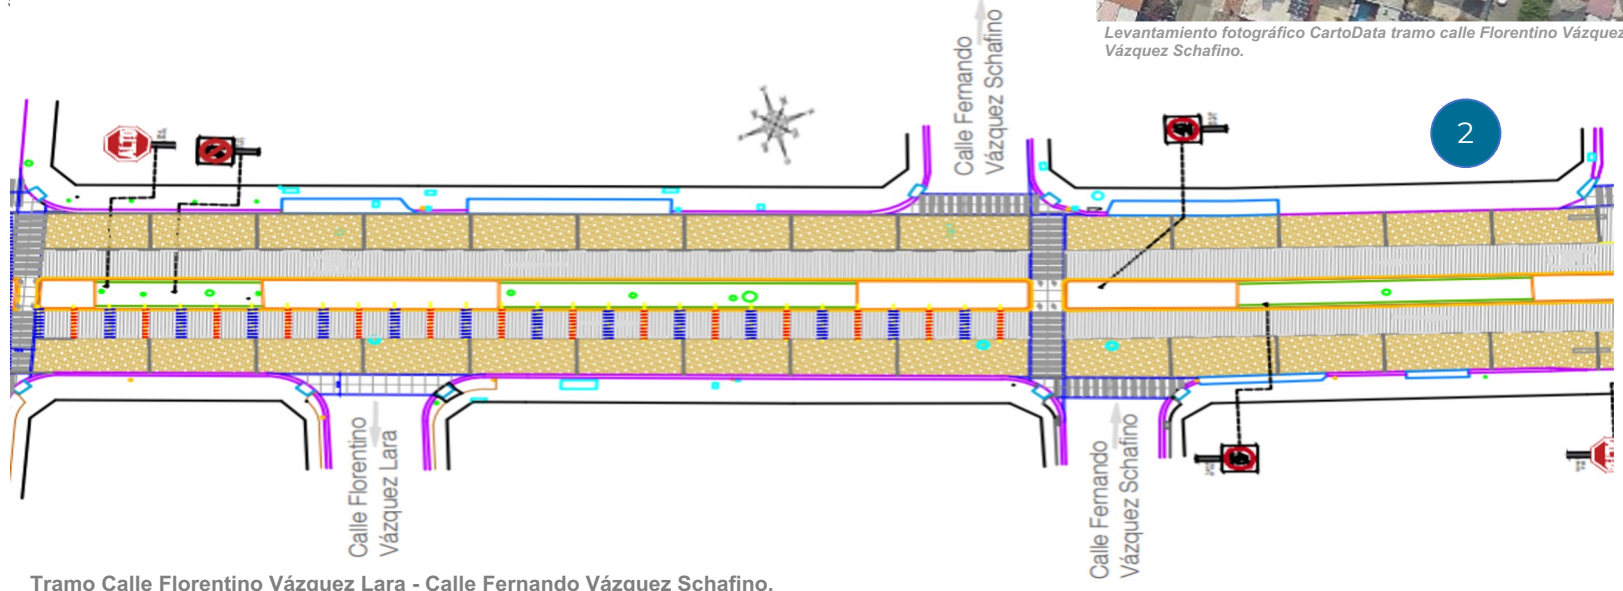 Levantamiento fotográfico CartoData tramo calle Florentino Vázquez
Vázquez Schafino.
Calle Fernando
Vázquez Schafino
2
ALTO
Calle Florentino
Vázquez Lara
Calle Fernando
Vázquez Schafino
Tramo Calle Florentino Vázquez Lara - Calle Fernando Vázquez Schafino.